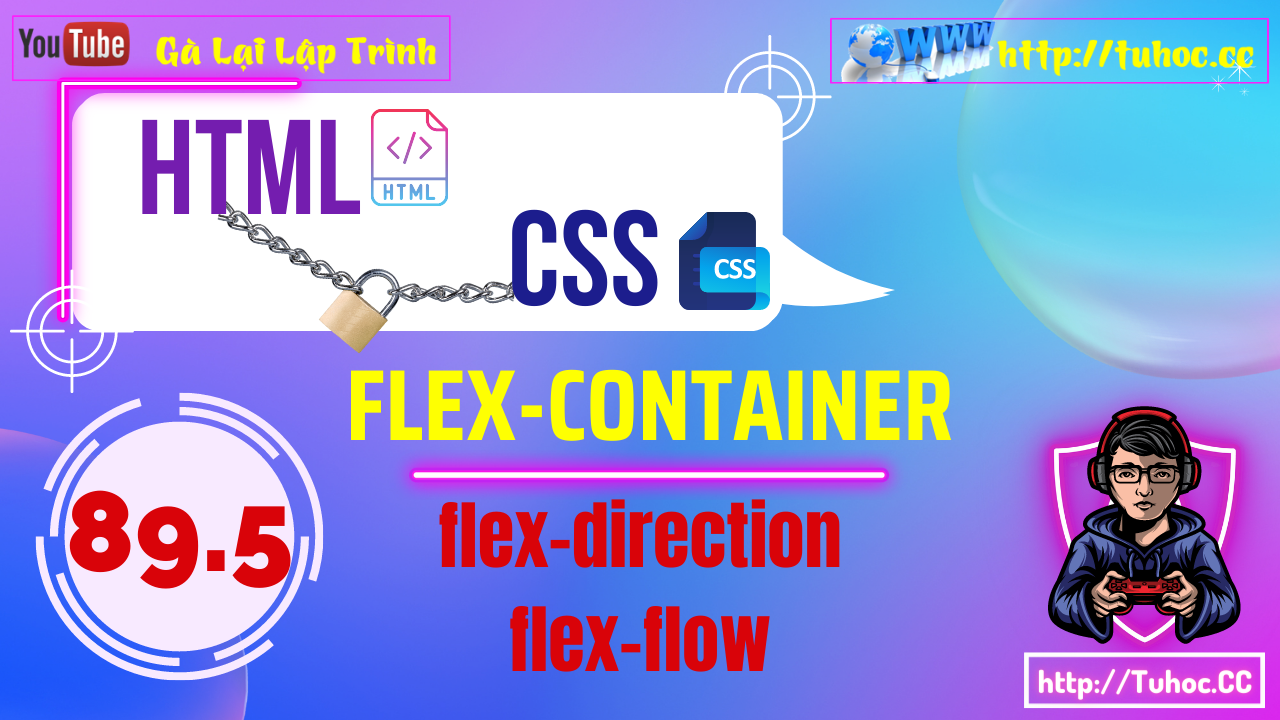 YouTube Gà Lại Lập Trình
WWW http://tuhoc.cc
HTML
</>
HTML
CSS
CSS
FLEX-CONTAINER
89.5
flex-direction
flex-flow
http://Tuhoc.CC